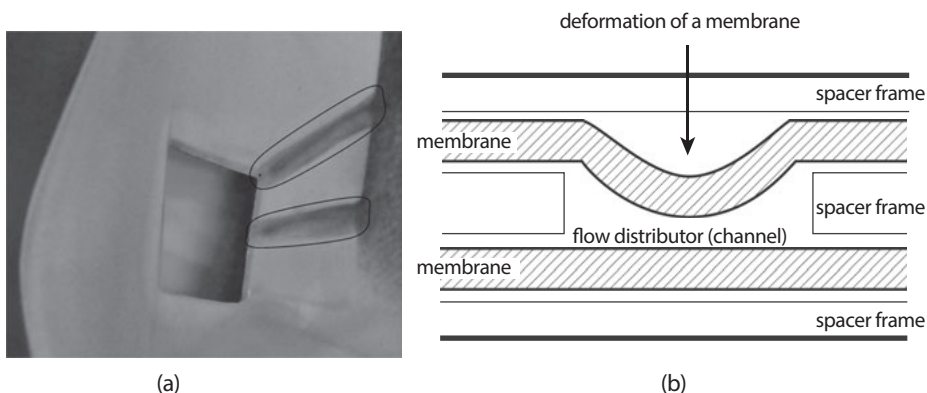 deformation of a membrane
spacer frame
membrane
spacer frame
flow distributor (channel)
membrane
spacer frame
(a)
(b)